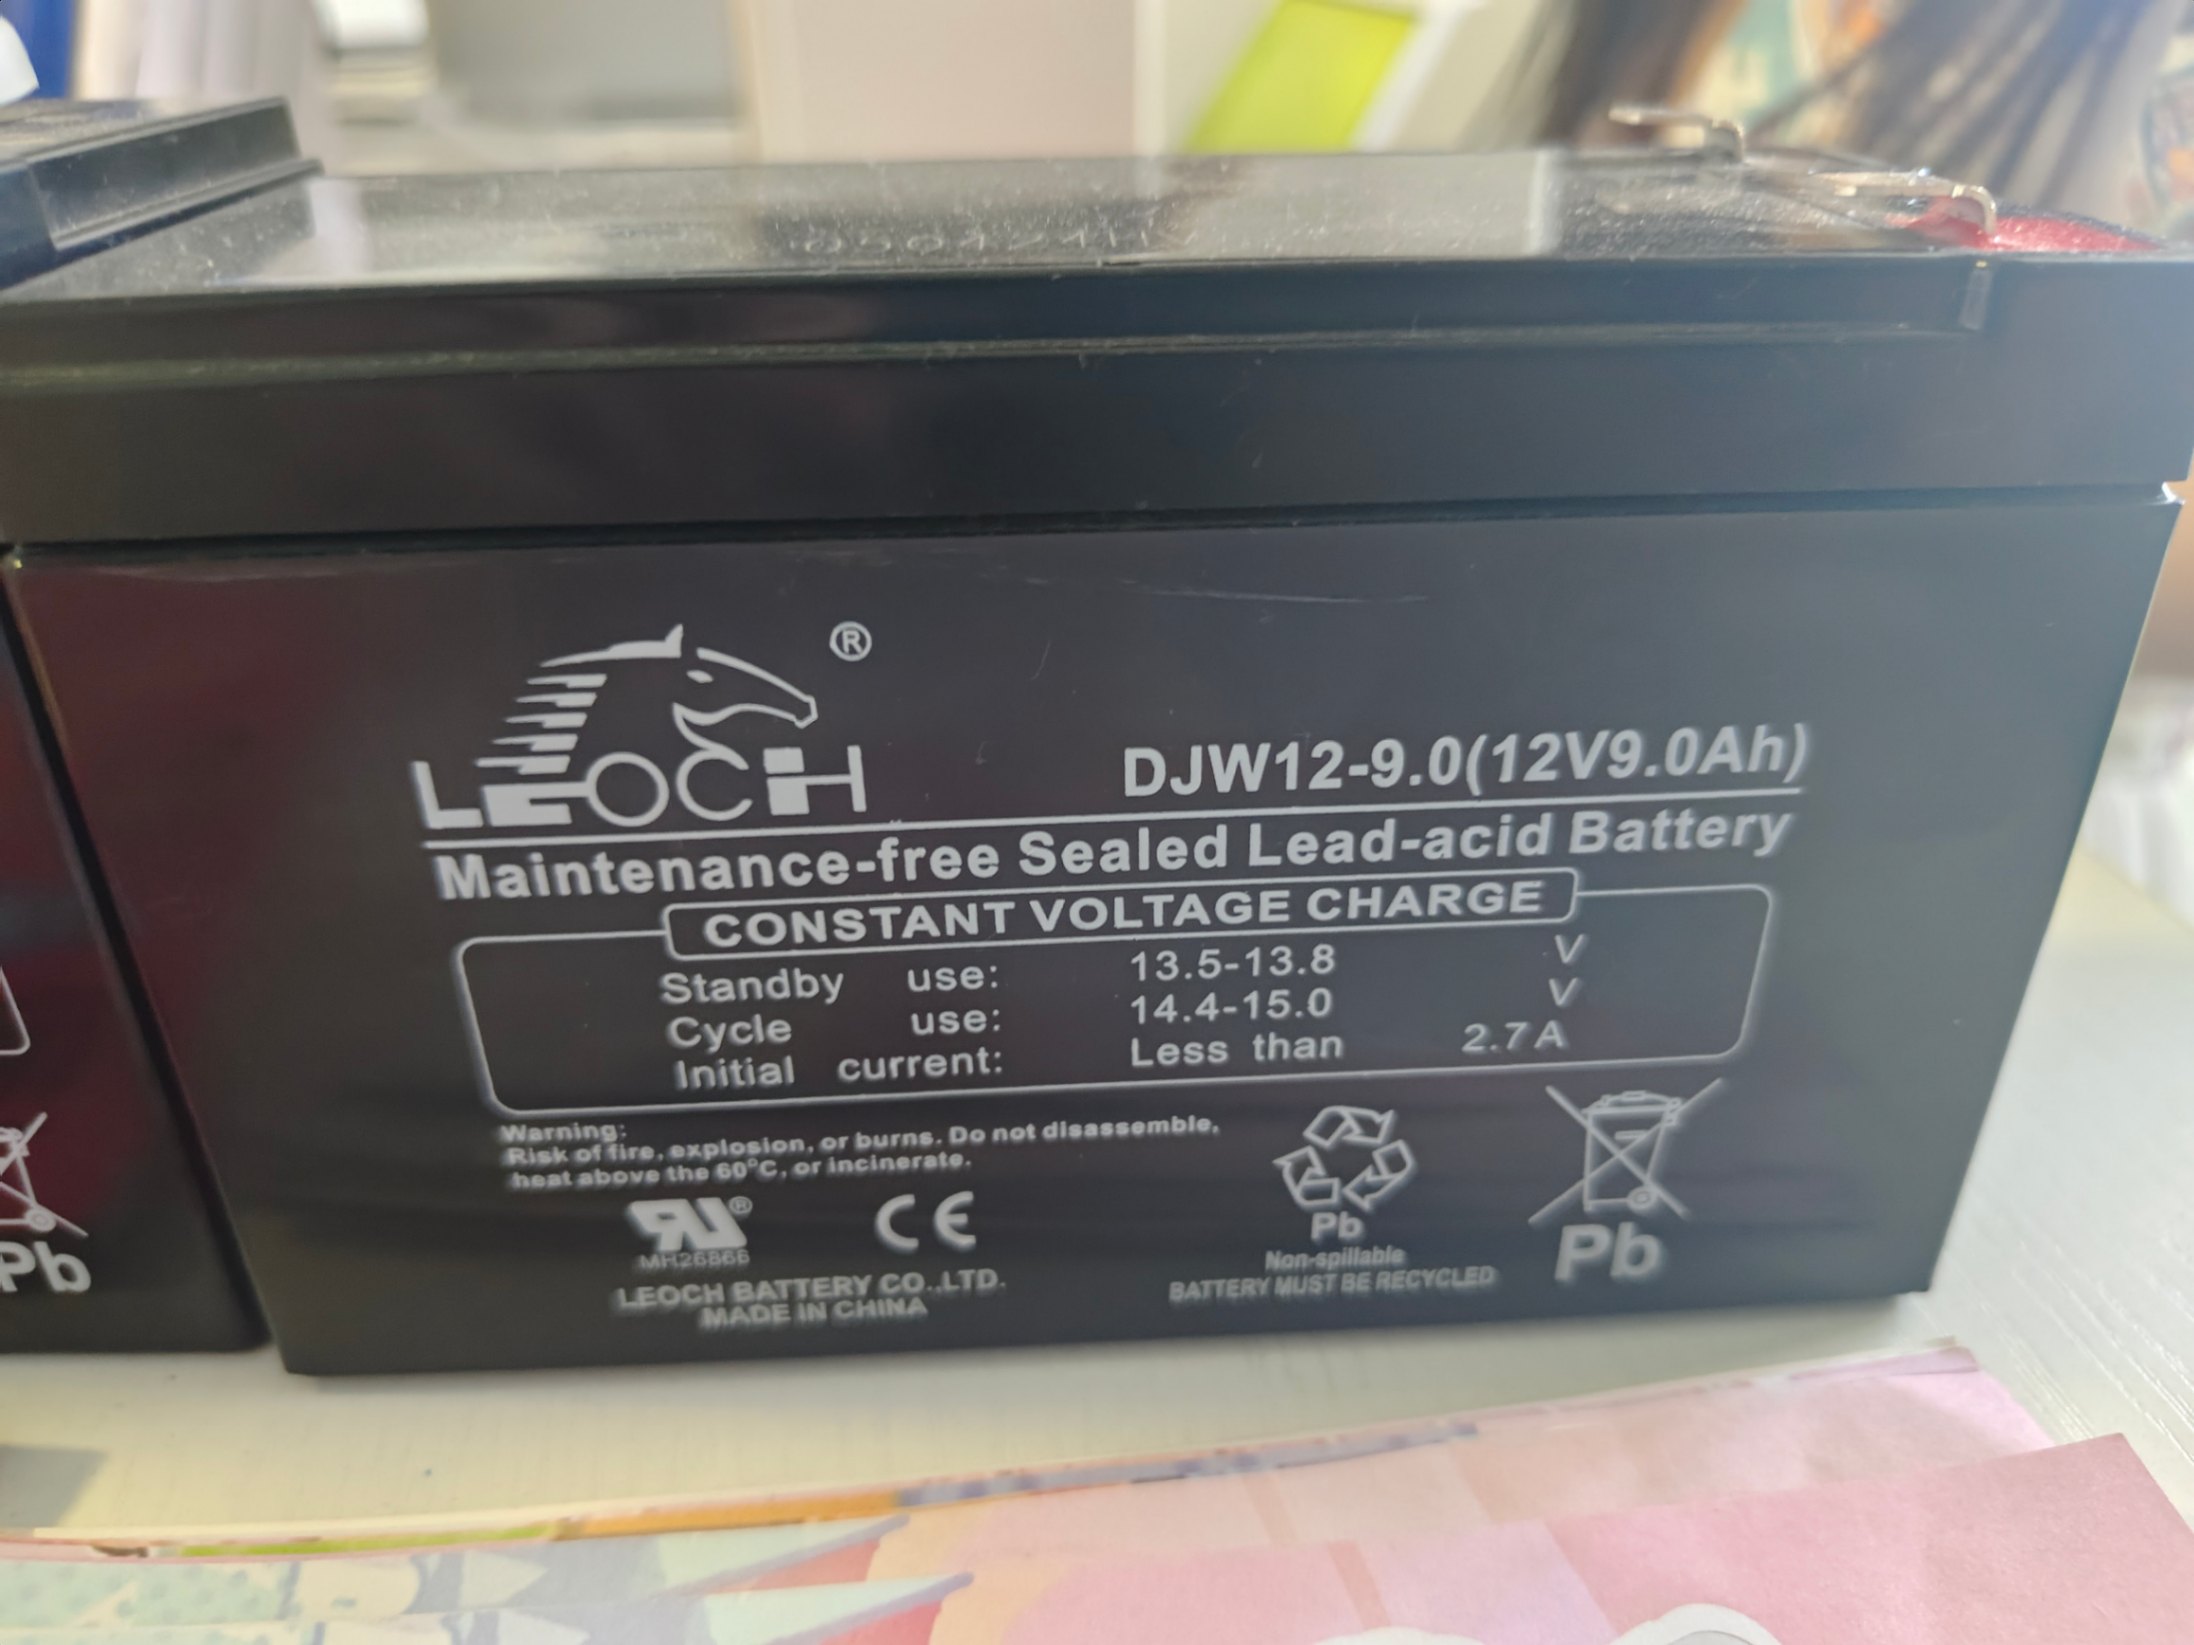 LEOCH ®
DJW12-9.0(12V9.0Ah)
Maintenance-free Sealed Lead-acid Battery
CONSTANT VOLTAGE CHARGE
Standby use: 13.5-13.8 V
Cycle use: 14.4-15.0 V
Initial current: Less than 2.7A
Warning:
Risk of fire, explosion, or burns. Do not disassemble,
heat above the 60°C, or incinerate.
®
CE
MH26866
LEOCH BATTERY CO.,LTD.
MADE IN CHINA
Pb
Non-spillable
BATTERY MUST BE RECYCLED
Pb
Pb